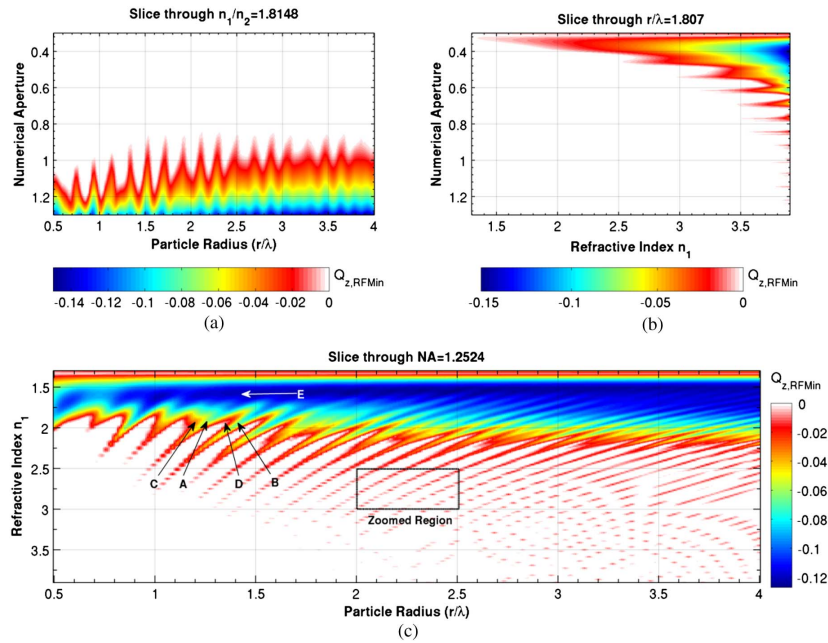 Slice through n1/n2=1.8148
Numerical Aperture
0.4
0.6
0.8
1
1.2
0.5 1 1.5 2 2.5 3 3.5 4
Particle Radius (r/λ)
-0.14 -0.12 -0.1 -0.08 -0.06 -0.04 -0.02 0
Qz,RFMin
(a)
Slice through r/λ=1.807
Numerical Aperture
0.4
0.6
0.8
1
1.2
1.5 2 2.5 3 3.5
Refractive Index n1
-0.15 -0.1 -0.05 0
Qz,RFMin
(b)
Slice through NA=1.2524
Refractive Index n1
1.5
2
2.5
3
3.5
E
C A D B
Zoomed Region
0.5 1 1.5 2 2.5 3 3.5 4
Particle Radius (r/λ)
Qz,RFMin
0
-0.02
-0.04
-0.06
-0.08
-0.10
-0.12
(c)